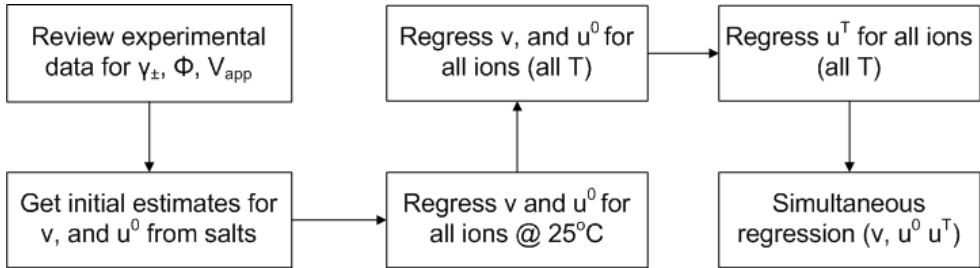 Review experimental
data for γ±, Φ, Vapp
Get initial estimates for
v, and u⁰ from salts
Regress v and u⁰ for
all ions @ 25°C
Regress v, and u⁰ for
all ions (all T)
Regress uᵀ for all ions
(all T)
Simultaneous
regression (v, u⁰ uᵀ)